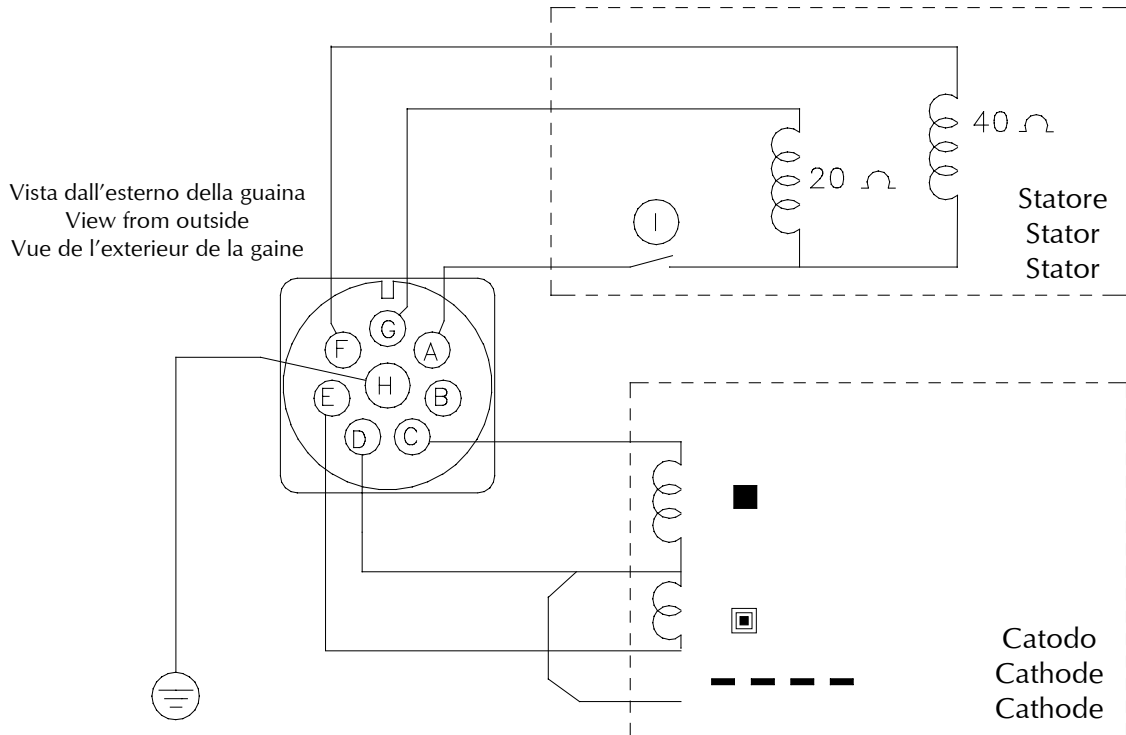 40 Ω
20 Ω
Vista dall'esterno della guaina
View from outside
Vue de l'exterieur de la gaine
I
Statore
Stator
Stator
G
F
A
H
E
B
D
C
Catodo
Cathode
Cathode